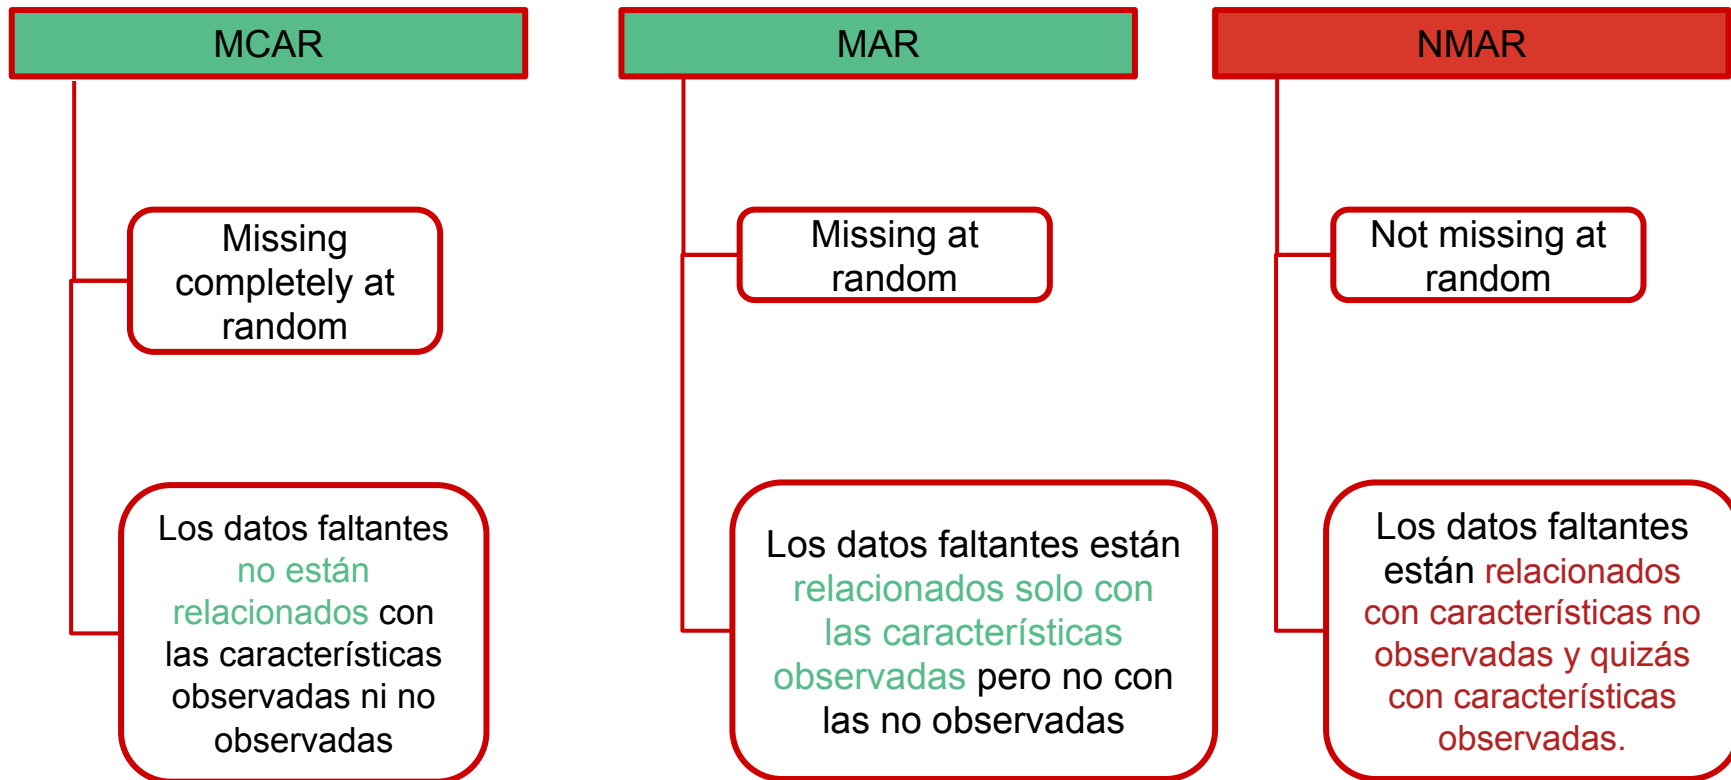 MCAR
Missing
completely at
random
Los datos faltantes
no están
relacionados con
las características
observadas ni no
observadas
MAR
Missing at
random
Los datos faltantes están
relacionados solo con
las características
observadas pero no con
las no observadas
NMAR
Not missing at
random
Los datos faltantes
están relacionados
con características no
observadas y quizás
con características
observadas.